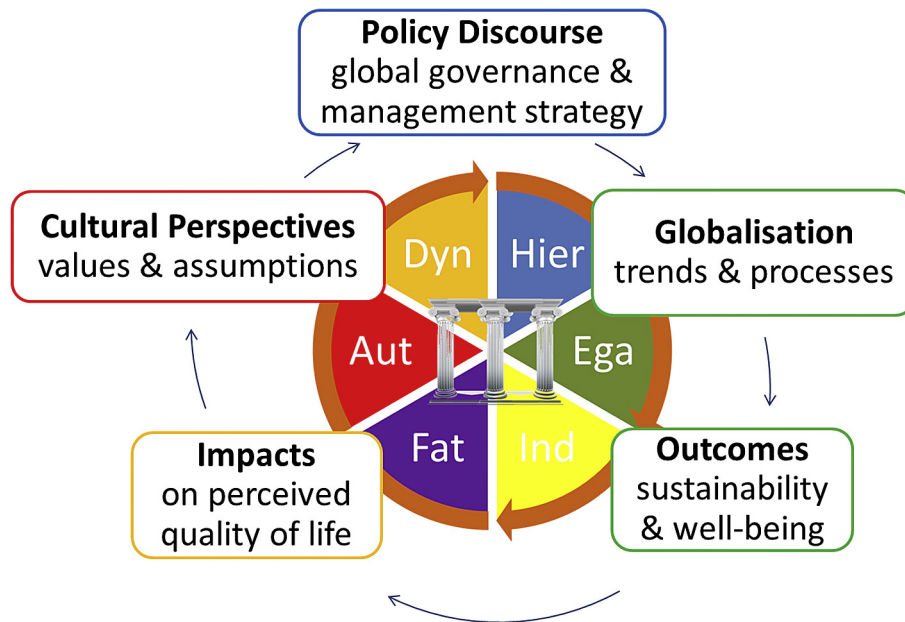 Policy Discourse
global governance &
management strategy
Cultural Perspectives
values & assumptions
Dyn
Hier
Globalisation
trends & processes
Aut
Ega
Fat
Ind
Impacts
on perceived
quality of life
Outcomes
sustainability
& well-being